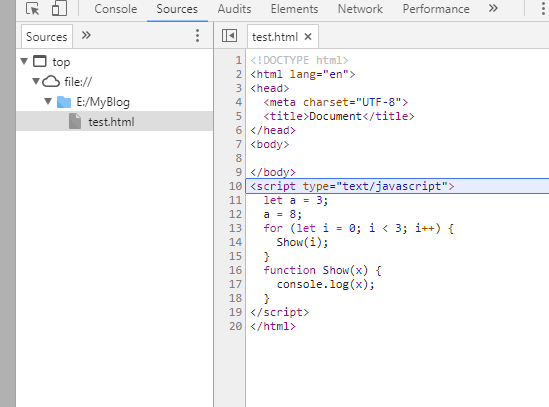 Console Sources Audits Elements Network Performance »
Sources »
test.html ×
top
file://
E:/MyBlog
test.html
1 <!DOCTYPE html>
2 <html lang="en">
3 <head>
4 <meta charset="UTF-8">
5 <title>Document</title>
6 </head>
7 <body>
8
9 </body>
10 <script type="text/javascript">
11 let a = 3;
12 a = 8;
13 for (let i = 0; i < 3; i++) {
14 Show(i);
15 }
16 function Show(x) {
17 console.log(x);
18 }
19 </script>
20 </html>